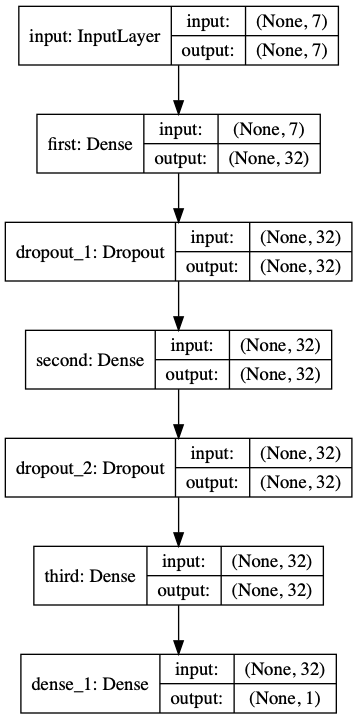 input: InputLayer
input: (None, 7)
output: (None, 7)
first: Dense
input: (None, 7)
output: (None, 32)
dropout_1: Dropout
input: (None, 32)
output: (None, 32)
second: Dense
input: (None, 32)
output: (None, 32)
dropout_2: Dropout
input: (None, 32)
output: (None, 32)
third: Dense
input: (None, 32)
output: (None, 32)
dense_1: Dense
input: (None, 32)
output: (None, 1)